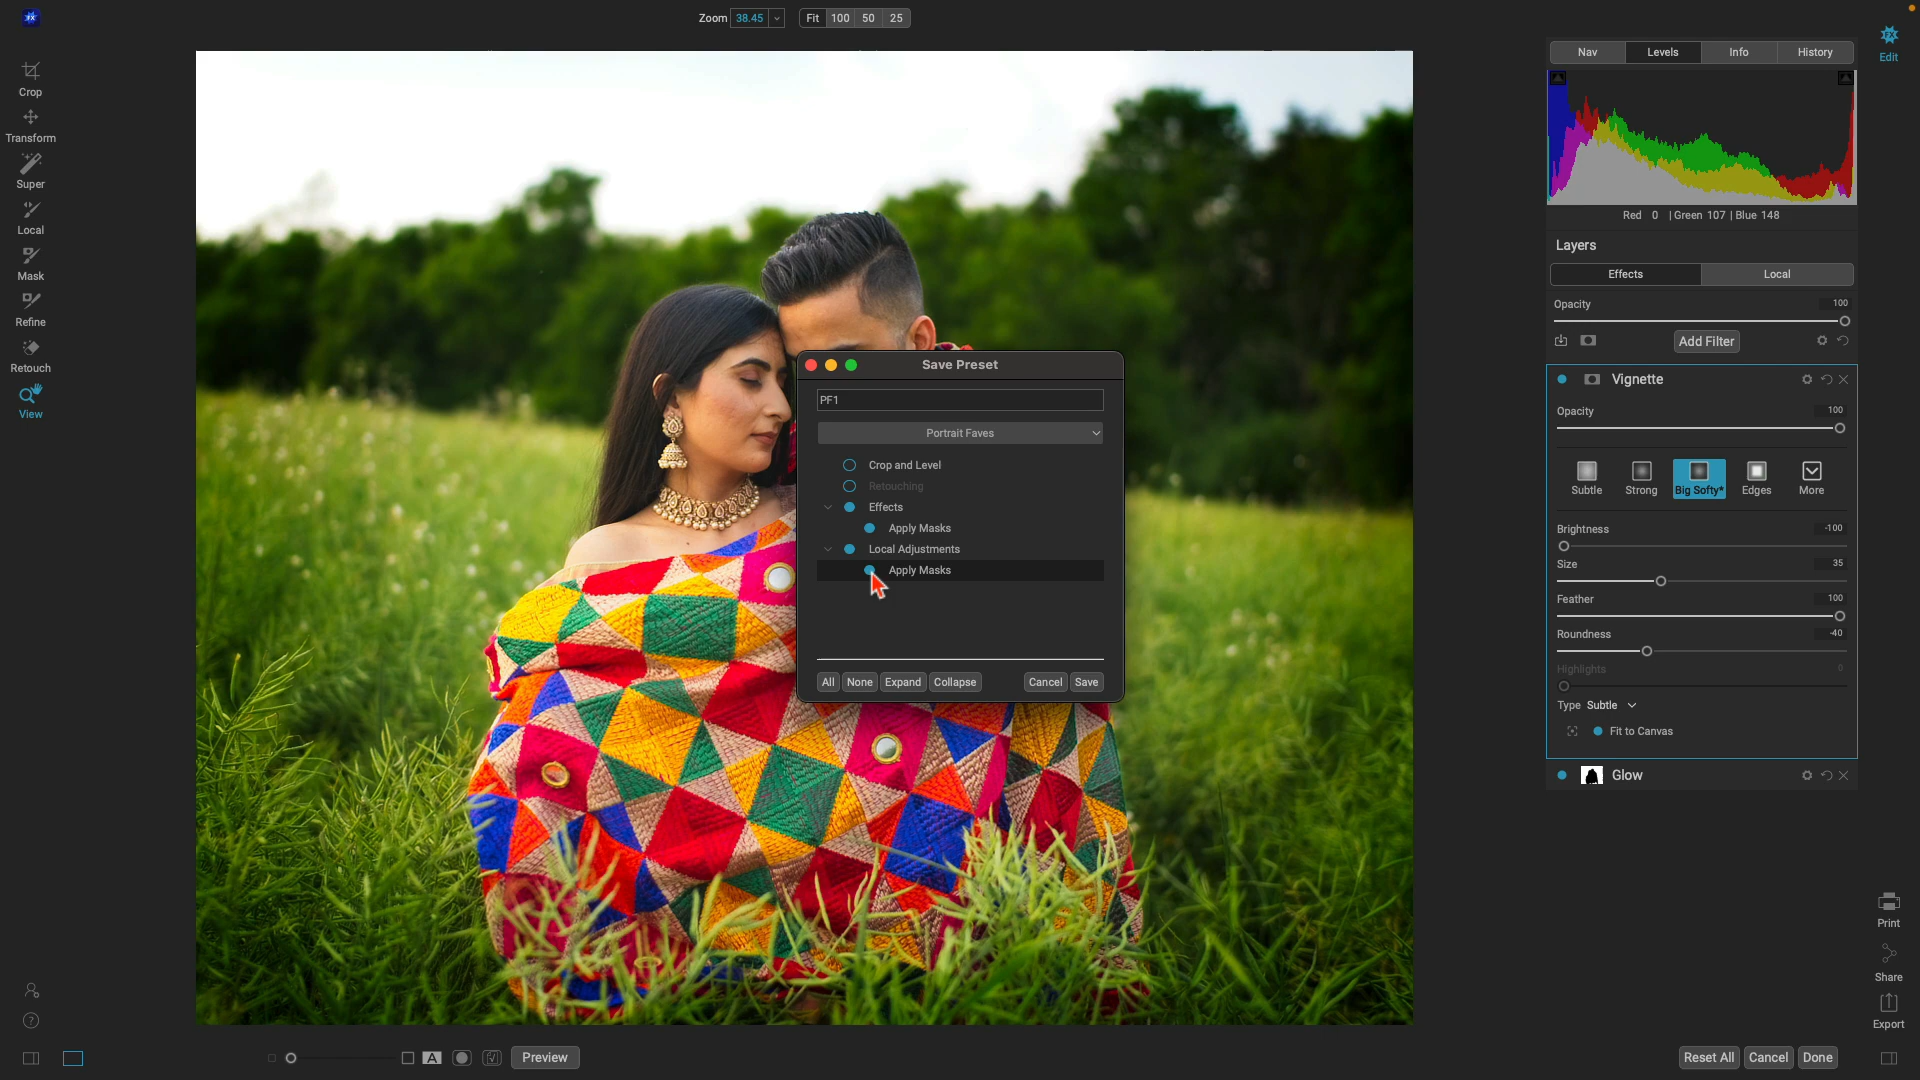 Zoom 38.45 Fit 100 50 25
Edit
Crop
Transform
Super
Local
Mask
Refine
Retouch
View
Nav Levels Info History
Red 0 | Green 107 | Blue 148
Layers
Effects Local
Opacity 100
Add Filter
Vignette
Opacity 100
Subtle Strong Big Softy* Edges More
Brightness -100
Size 35
Feather 100
Roundness -40
Highlights 0
Type Subtle
Fit to Canvas
Glow
Save Preset
PF1
Portrait Faves
Crop and Level
Retouching
Effects
Apply Masks
Local Adjustments
Apply Masks
All None Expand Collapse Cancel Save
Print
Share
Export
?
A Preview
Reset All Cancel Done